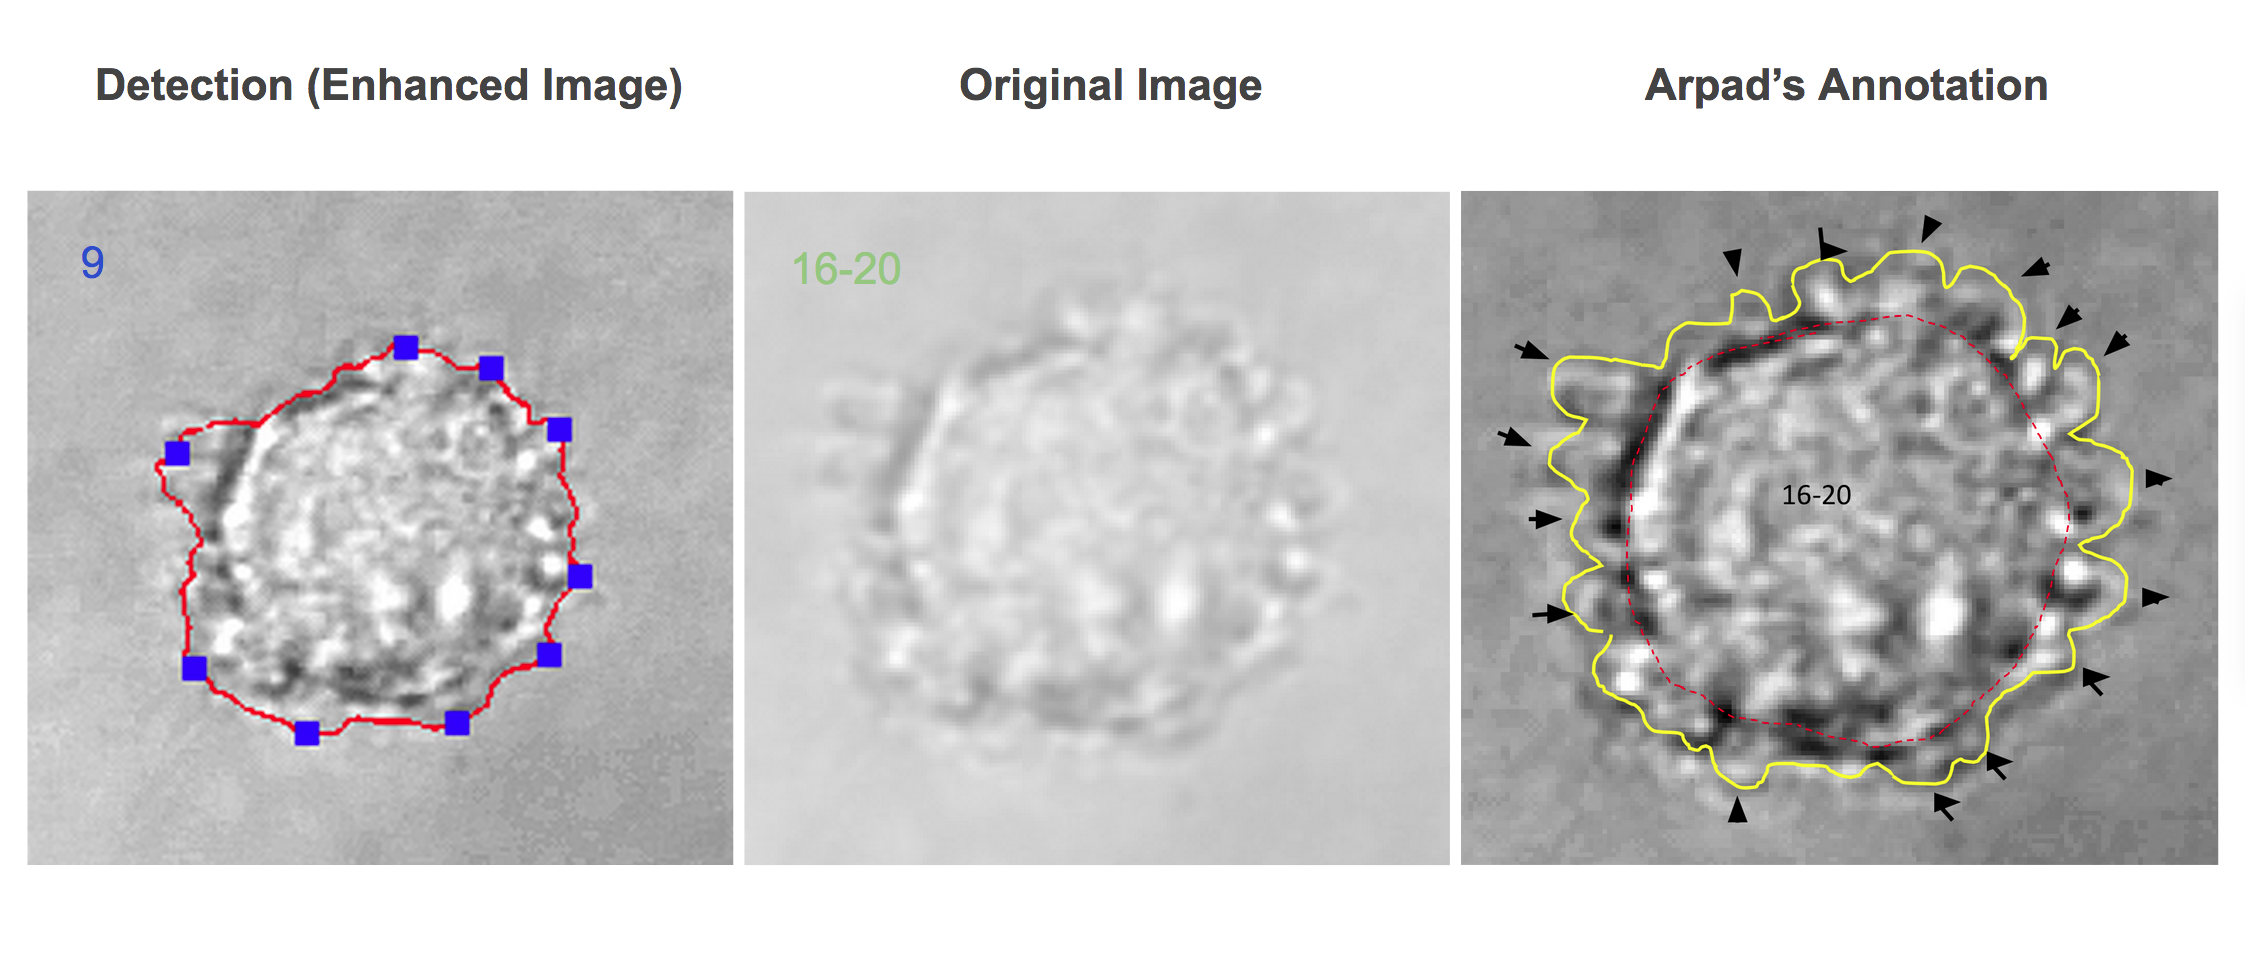 Detection (Enhanced Image)
Original Image
Arpad’s Annotation
9
16-20
16-20